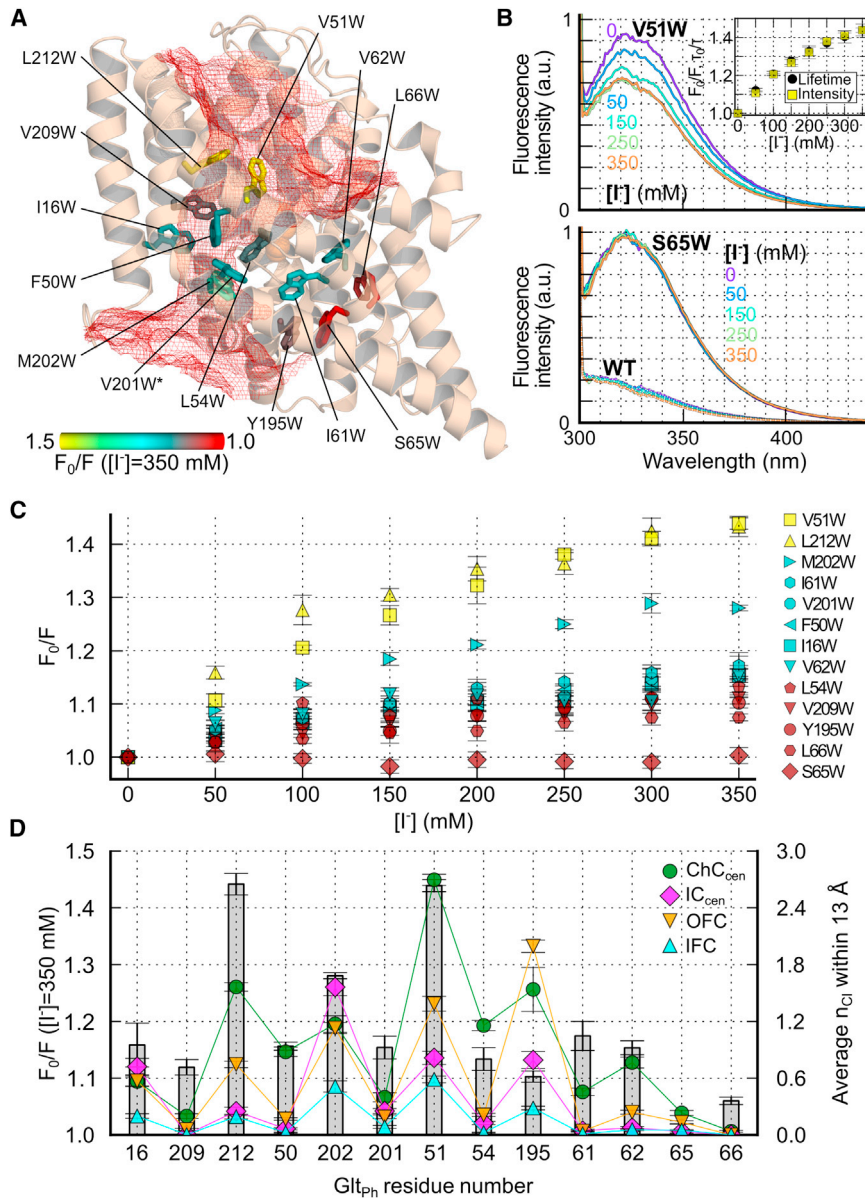 A
V51W
L212W
V62W
V209W
L66W
I16W
F50W
M202W
V201W*
L54W
Y195W
I61W
S65W
1.5 1.0
F₀/F ([I⁻]=350 mM)
B
1
V51W
0
50
150
250
350
[I⁻] (mM)
Fluorescence
intensity (a.u.)
0
F₀/F, τ₀/τ
1.4
1.2
1.0
Lifetime
Intensity
0 100 200 300
[I⁻] (mM)
1
S65W
[I⁻] (mM)
0
50
150
250
350
WT
Fluorescence
intensity (a.u.)
0
300 350 400
Wavelength (nm)
C
F₀/F
1.4
1.3
1.2
1.1
1.0
0 50 100 150 200 250 300 350
[I⁻] (mM)
V51W
L212W
M202W
I61W
V201W
F50W
I16W
V62W
L54W
V209W
Y195W
L66W
S65W
D
F₀/F ([I⁻]=350 mM)
1.5
1.4
1.3
1.2
1.1
1.0
ChC_cen
IC_cen
OFC
IFC
3.0
2.4
1.8
1.2
0.6
0.0
Average n_Cl within 13 Å
16 209 212 50 202 201 51 54 195 61 62 65 66
Glt_Ph residue number